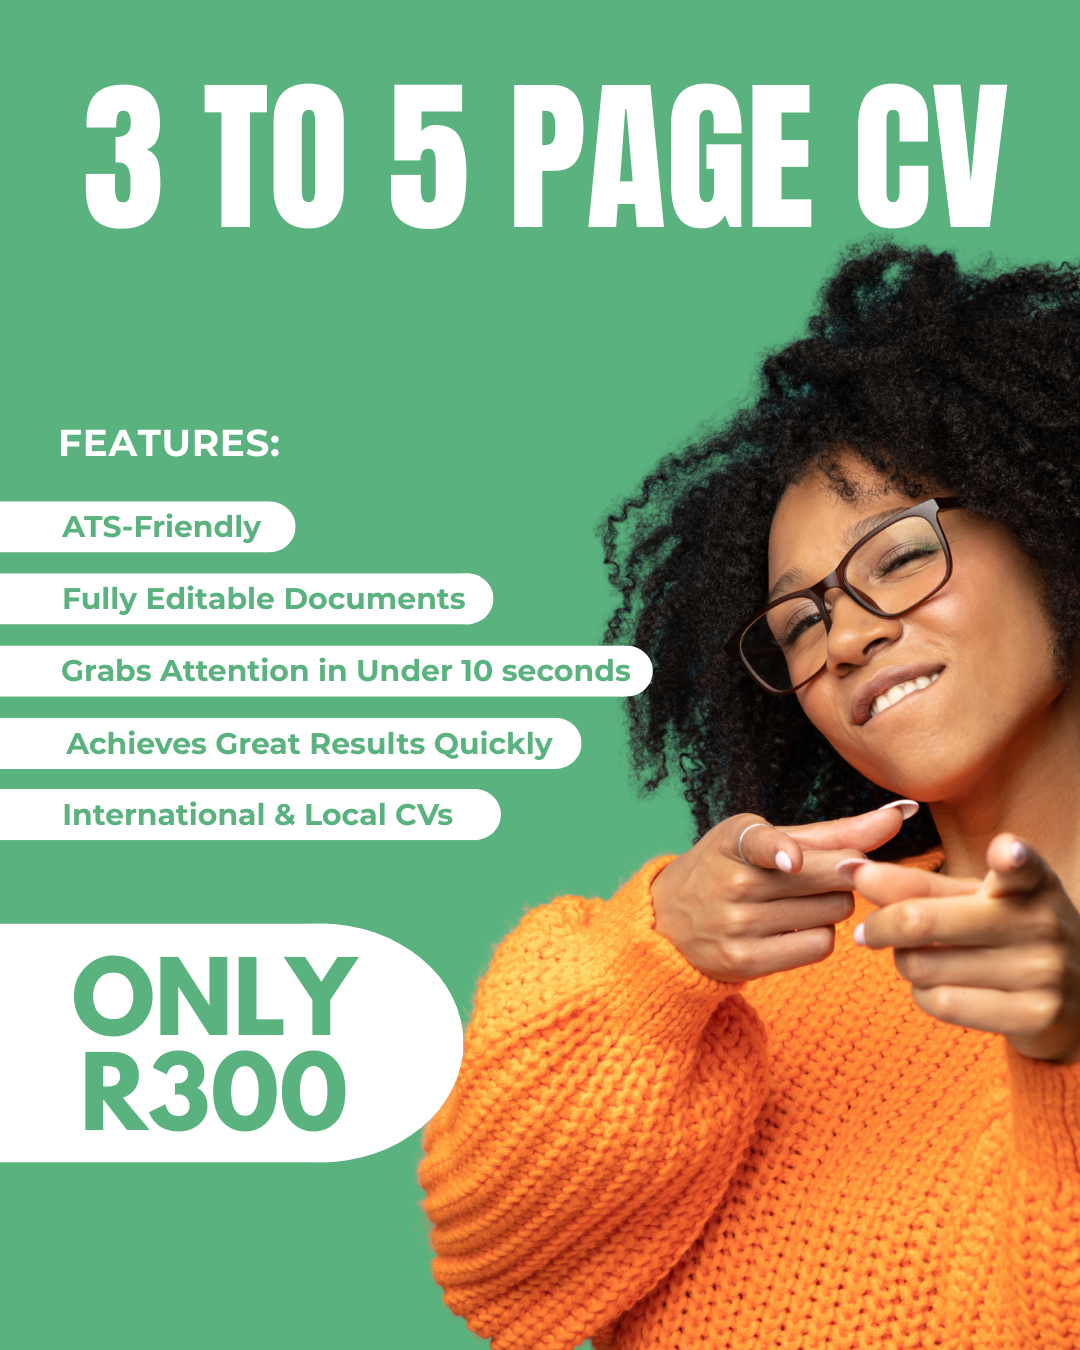 3 TO 5 PAGE CV
FEATURES:
ATS-Friendly
Fully Editable Documents
Grabs Attention in Under 10 seconds
Achieves Great Results Quickly
International & Local CVs
ONLY
R300